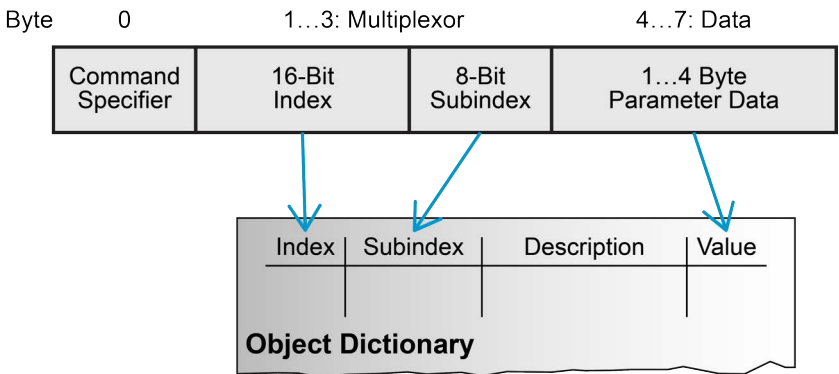 Byte 0 1…3: Multiplexor 4…7: Data
Command Specifier
16-Bit Index
8-Bit Subindex
1…4 Byte Parameter Data
Index Subindex Description Value
Object Dictionary